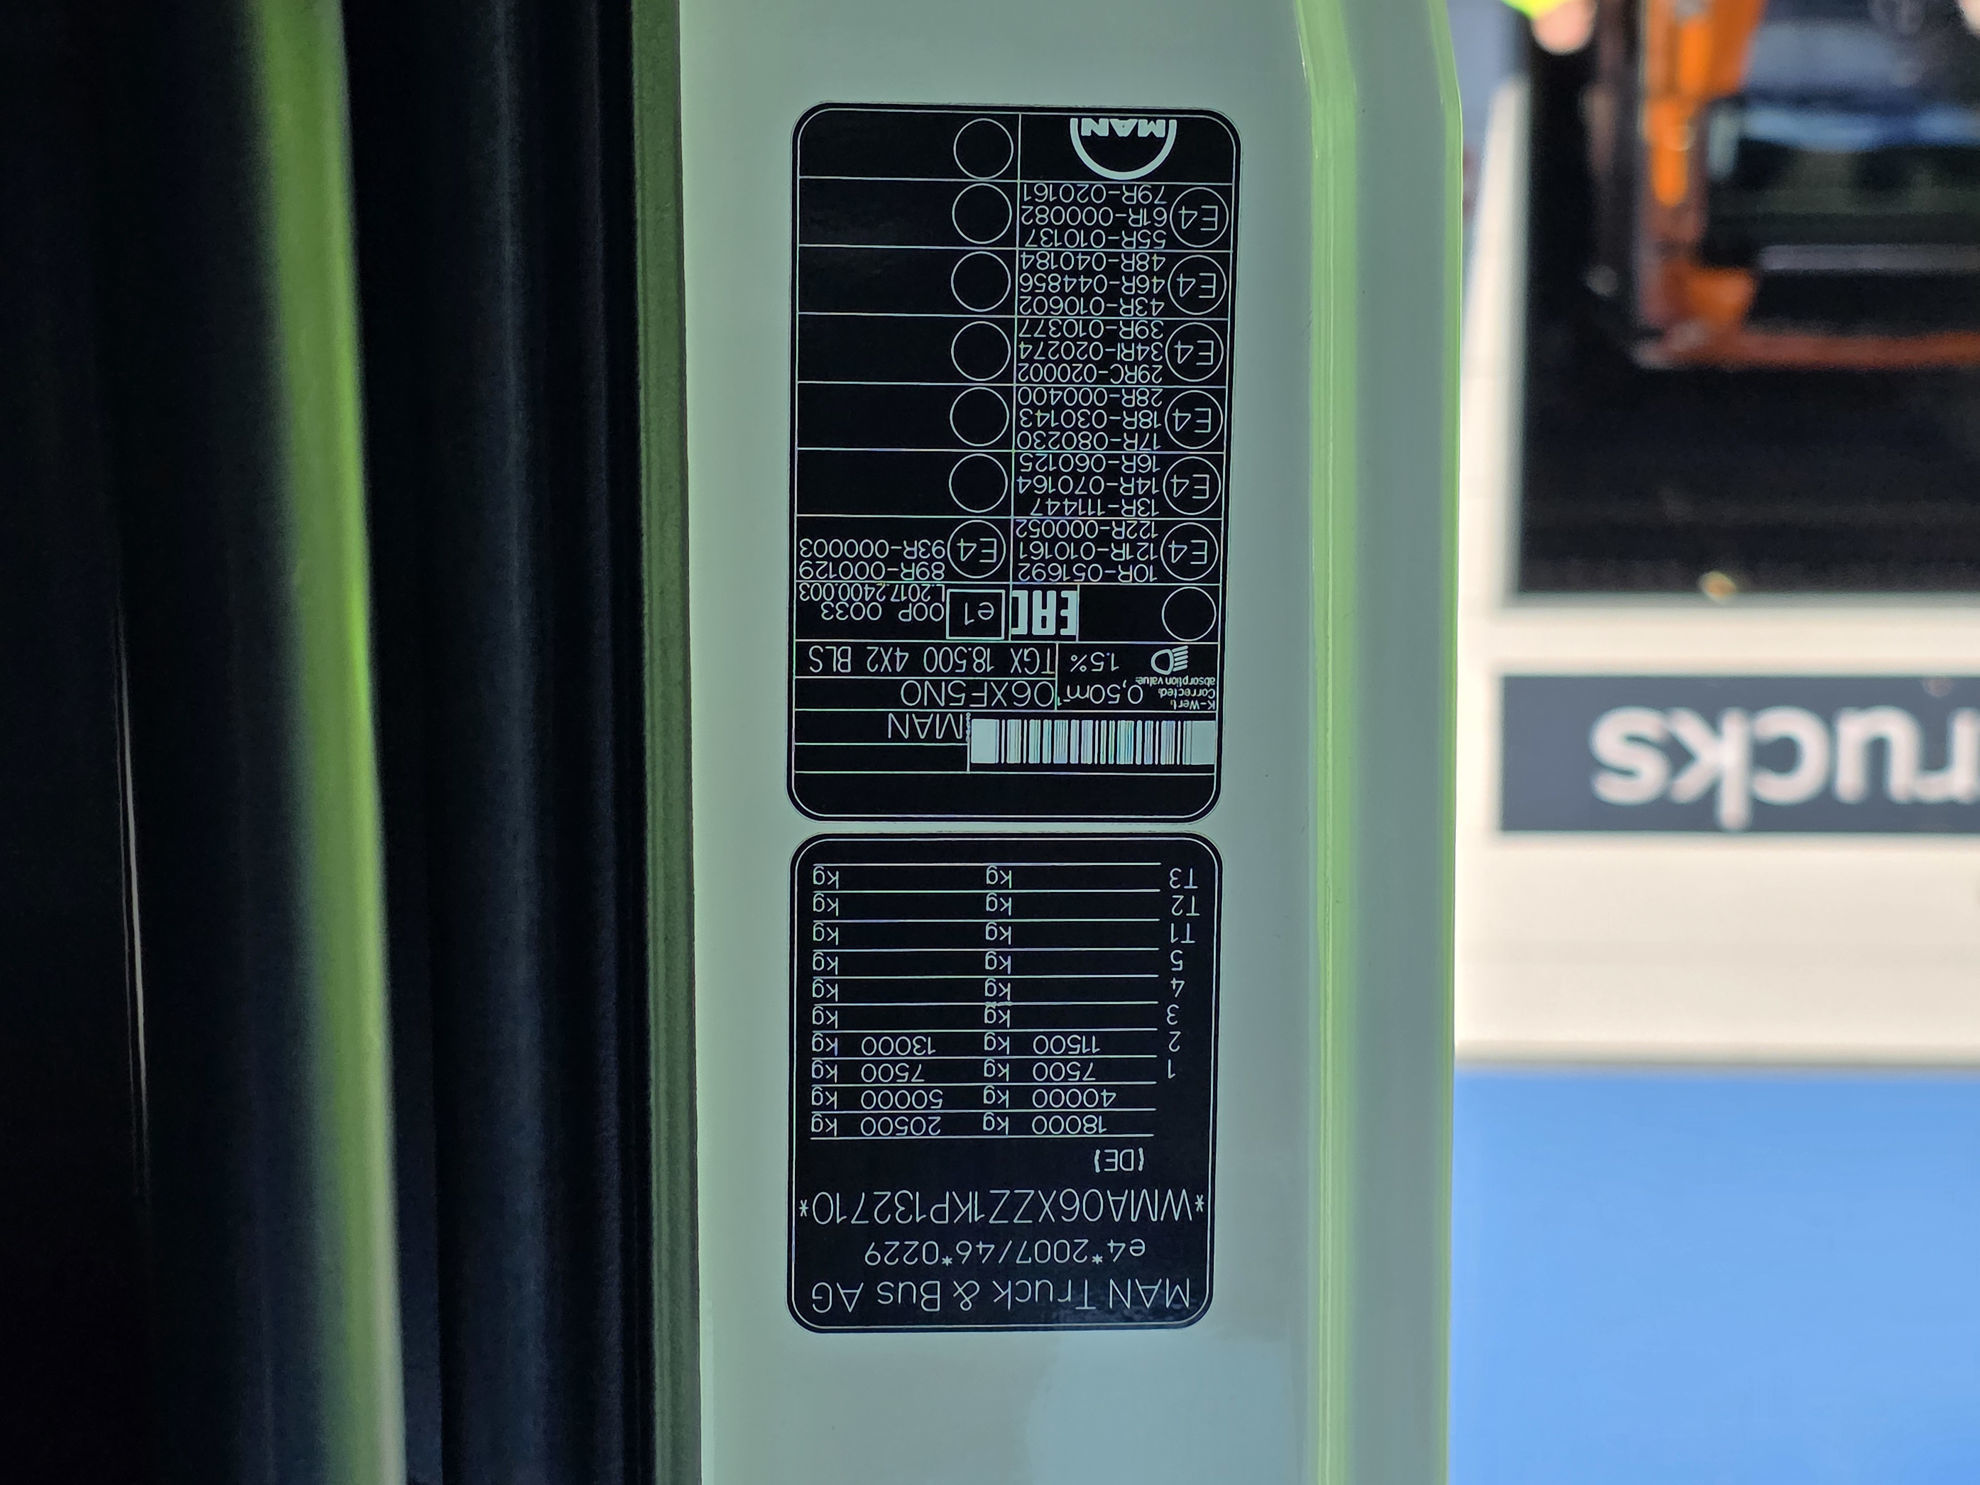 MAN Truck & Bus AG
e4*2007/46*0229
*WMA06XZZ1KP132710*
(DE)
18000 kg 20500 kg
40000 kg 50000 kg
1 7500 kg 7500 kg
2 11500 kg 13000 kg
3 kg kg
4 kg kg
5 kg kg
T1 kg kg
T2 kg kg
T3 kg kg
MAN
K-Wert:
Corrected
absorption value:
0,50m⁻¹ 06XF5N0
1.5% TGX 18.500 4X2 BLS
EAC e1 00P 0033
L.2017.2400.003
10R-051692 89R-000129
E4 121R-010161 E4 93R-000003
122R-000052
13R-111447
E4 14R-070164
16R-060125
17R-080230
E4 18R-030143
28R-000400
29RC-020002
E4 34RI-020274
39R-010377
43R-010602
E4 46R-044856
48R-040184
55R-010137
E4 61R-000082
79R-020161
MAN
rucks